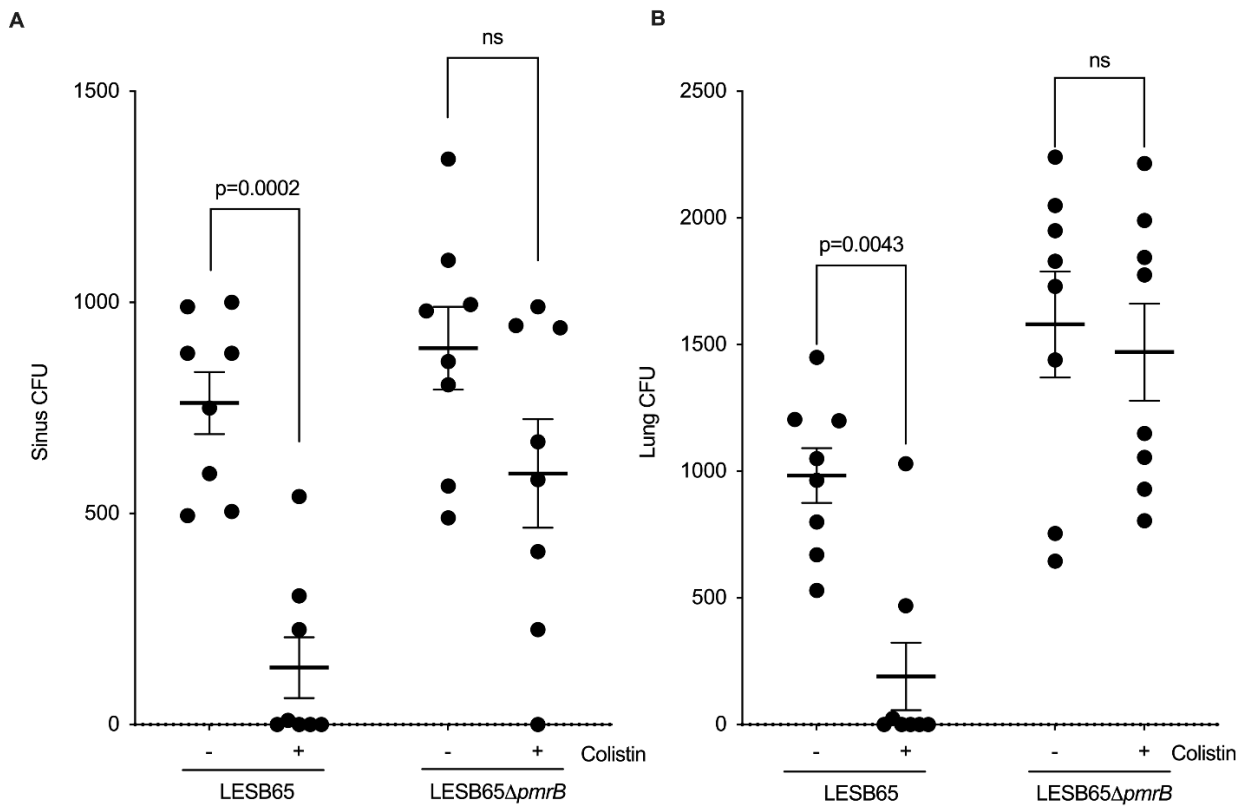 A
ns
1500
p=0.0002
1000
Sinus CFU
500
0
- + - + Colistin
LESB65 LESB65ΔpmrB
B
ns
2500
2000
p=0.0043
1500
Lung CFU
1000
500
0
- + - + Colistin
LESB65 LESB65ΔpmrB